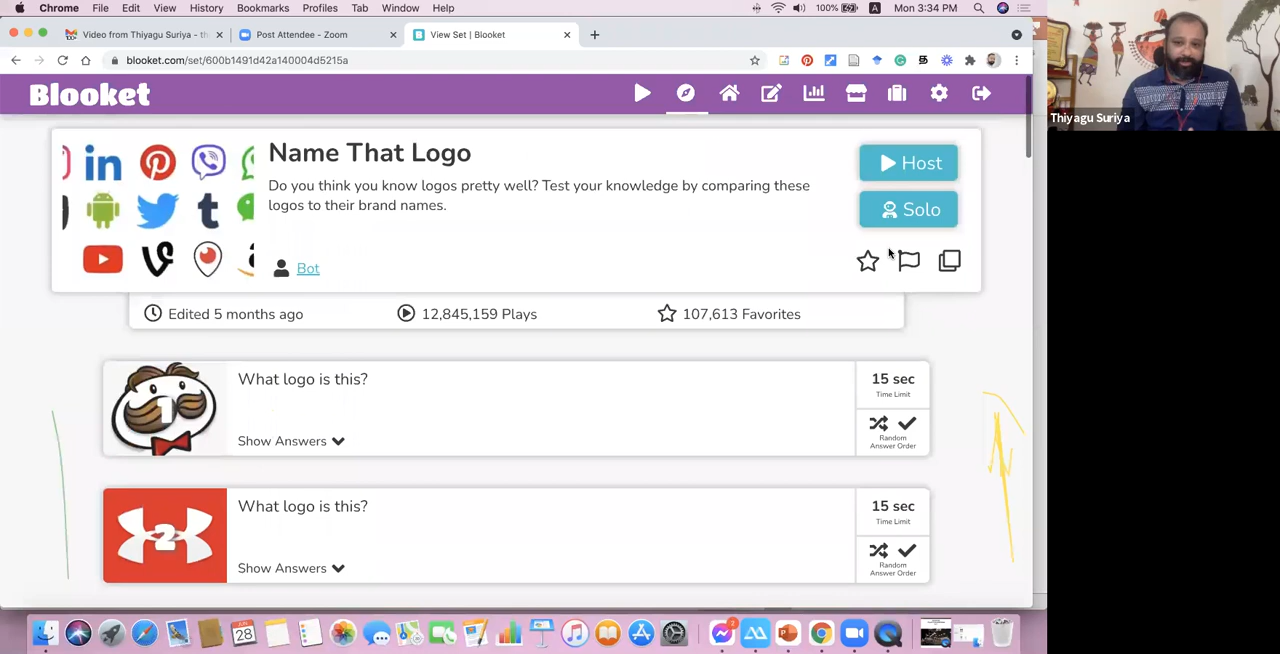 Chrome File Edit View History Bookmarks Profiles Tab Window Help 100% A Mon 3:34 PM
Video from Thiyagu Suriya - th Post Attendee - Zoom View Set | Blooket
blooket.com/set/600b1491d42a140004d5215a
Blooket
Name That Logo
Do you think you know logos pretty well? Test your knowledge by comparing these
logos to their brand names.
Bot
Host
Solo
Edited 5 months ago 12,845,159 Plays 107,613 Favorites
1
What logo is this?
Show Answers
15 sec
Time Limit
Random
Answer Order
2
What logo is this?
Show Answers
15 sec
Time Limit
Random
Answer Order
Thiyagu Suriya
in
t
28
2